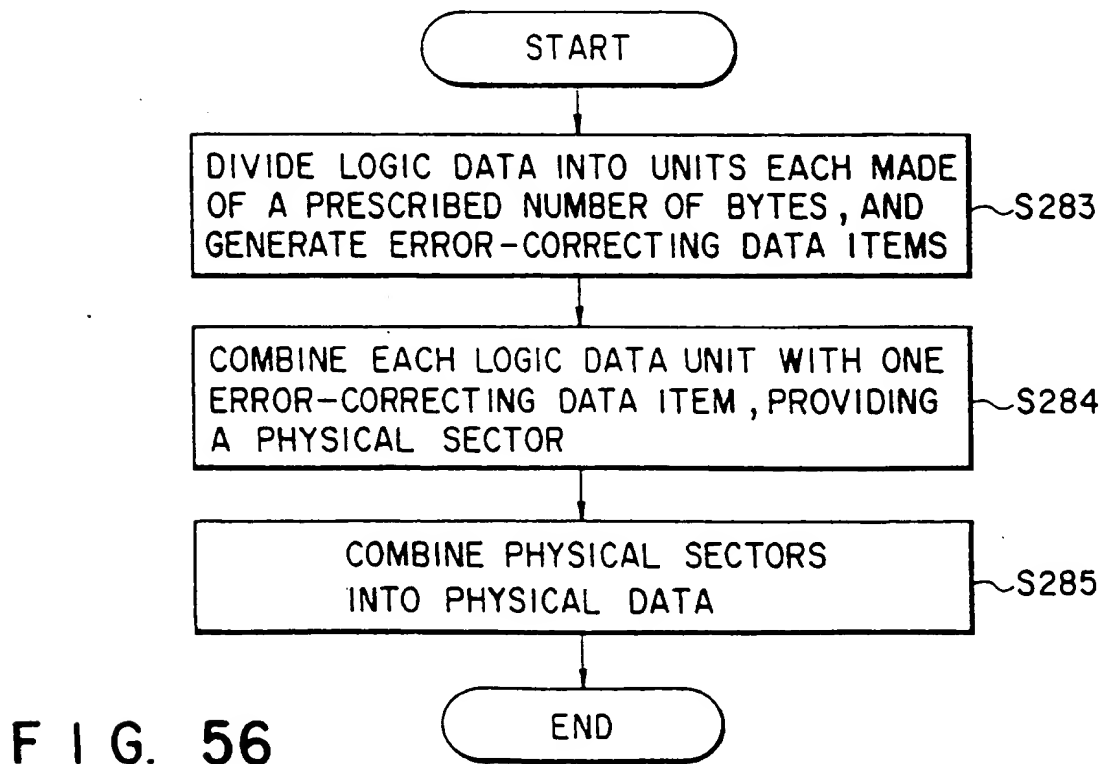 START
DIVIDE LOGIC DATA INTO UNITS EACH MADE
OF A PRESCRIBED NUMBER OF BYTES, AND
GENERATE ERROR-CORRECTING DATA ITEMS
S283
COMBINE EACH LOGIC DATA UNIT WITH ONE
ERROR-CORRECTING DATA ITEM, PROVIDING
A PHYSICAL SECTOR
S284
COMBINE PHYSICAL SECTORS
INTO PHYSICAL DATA
S285
END
FIG. 56